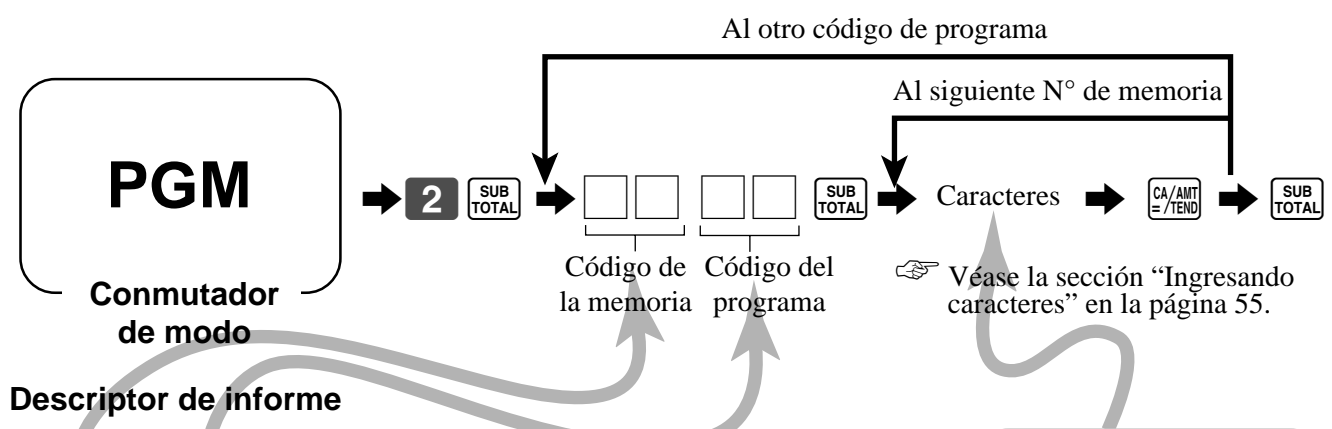 Al otro código de programa
Al siguiente N° de memoria
PGM
2
SUB
TOTAL
SUB
TOTAL
Caracteres
CA/AMT
= /TEND
SUB
TOTAL
Código de
la memoria
Código del
programa
☞ Véase la sección “Ingresando
caracteres” en la página 55.
Conmutador
de modo
Descriptor de informe